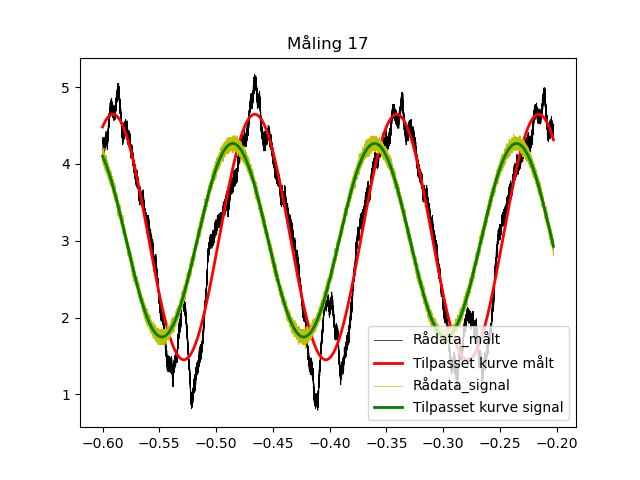 Måling 17
5
4
3
2
1
Rådata_målt
Tilpasset kurve målt
Rådata_signal
Tilpasset kurve signal
−0.60 −0.55 −0.50 −0.45 −0.40 −0.35 −0.30 −0.25 −0.20